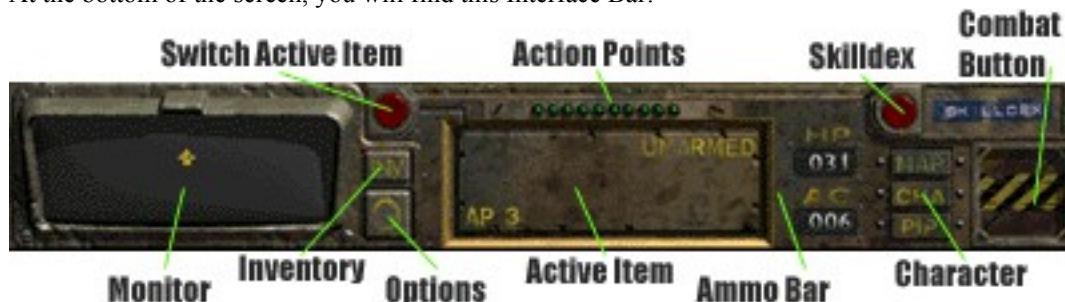 At the bottom of the screen, you will find this Interface Bar.
Combat
Button
Switch Active Item
Action Points
Skilldex
SKILLDEX
HP
UNARMED
INV
031
MAP
AC
CHA
AP 3
006
PIP
Monitor
Inventory
Options
Active Item
Ammo Bar
Character